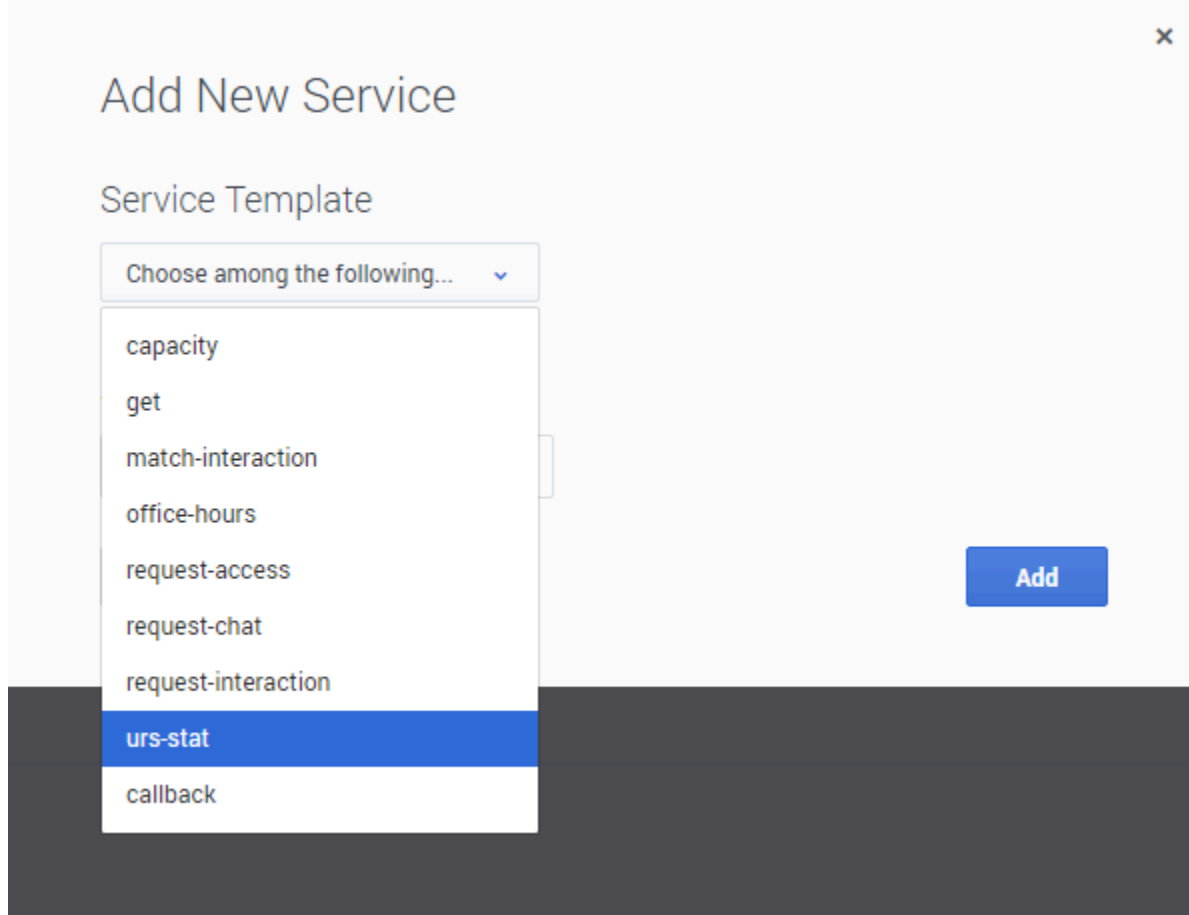 ×
Add New Service
Service Template
Choose among the following...
capacity
get
match-interaction
office-hours
request-access
Add
request-chat
request-interaction
urs-stat
callback